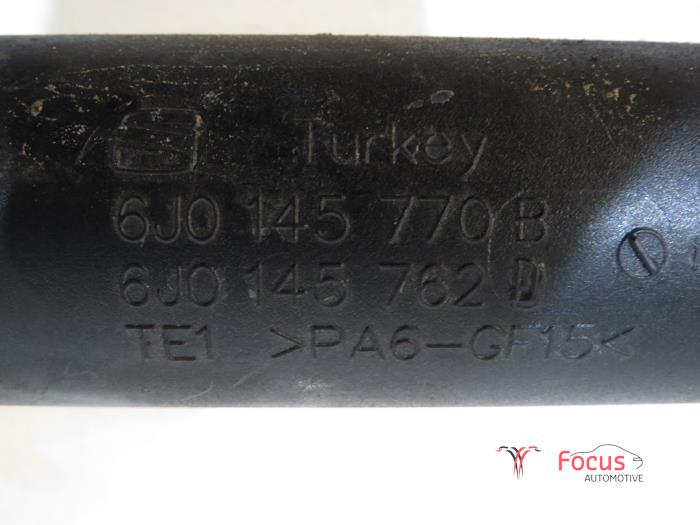 Turkey
6J0 145 770 B
6J0 145 762 D
TE1 >PA6-GF15<
Focus
AUTOMOTIVE